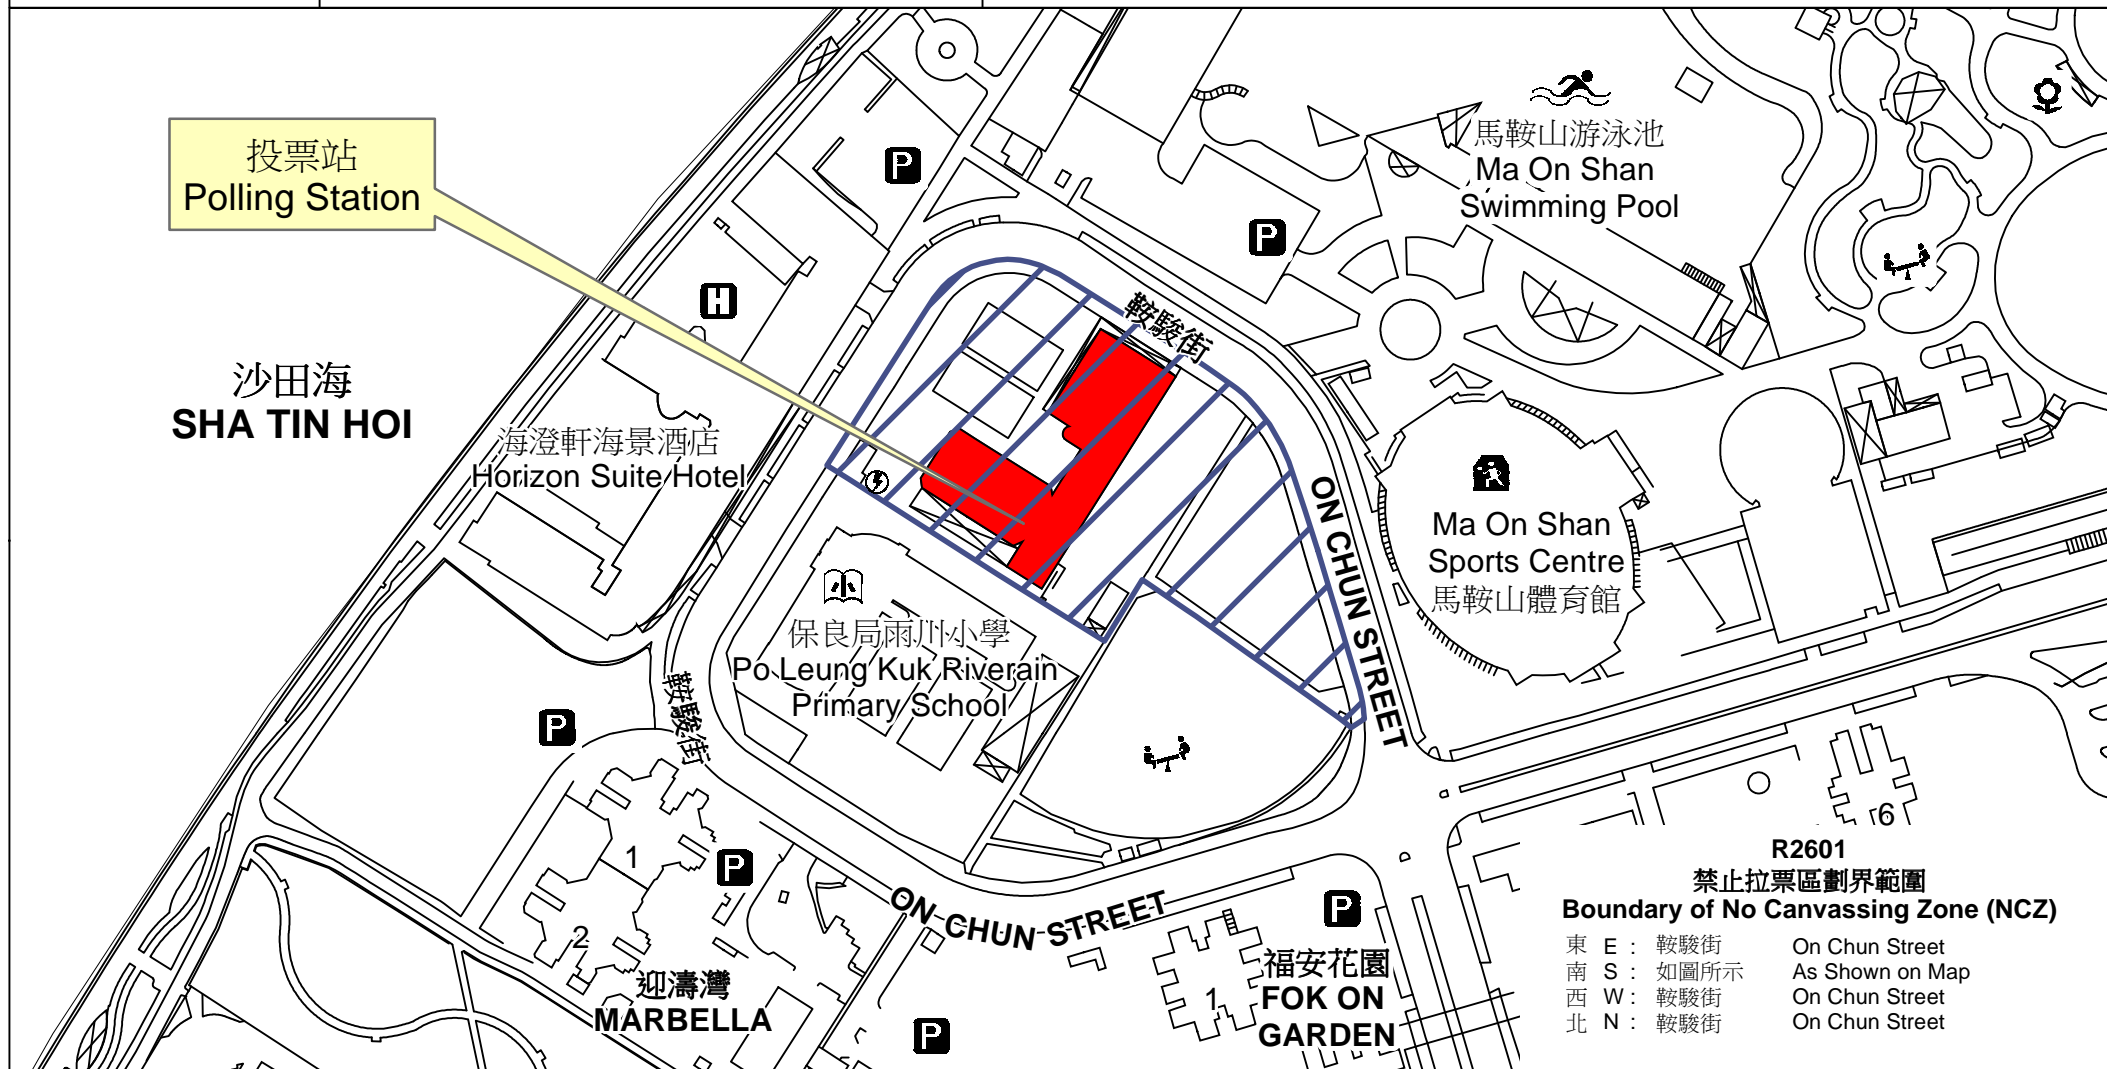 投票站
Polling Station
P
馬鞍山游泳池
Ma On Shan
Swimming Pool
P
H
鞍駿街
沙田海
SHA TIN HOI
海澄軒海景酒店
Horizon Suite Hotel
ON CHUN STREET
Ma On Shan
Sports Centre
馬鞍山體育館
保良局雨川小學
Po Leung Kuk Riverain
Primary School
鞍駿街
P
1
2
P
ON CHUN STREET
迎濤灣
MARBELLA
P
P
福安花園
FOK ON
GARDEN
1
6
R2601
禁止拉票區劃界範圍
Boundary of No Canvassing Zone (NCZ)
東 E : 鞍駿街 On Chun Street
南 S : 如圖所示 As Shown on Map
西 W : 鞍駿街 On Chun Street
北 N : 鞍駿街 On Chun Street